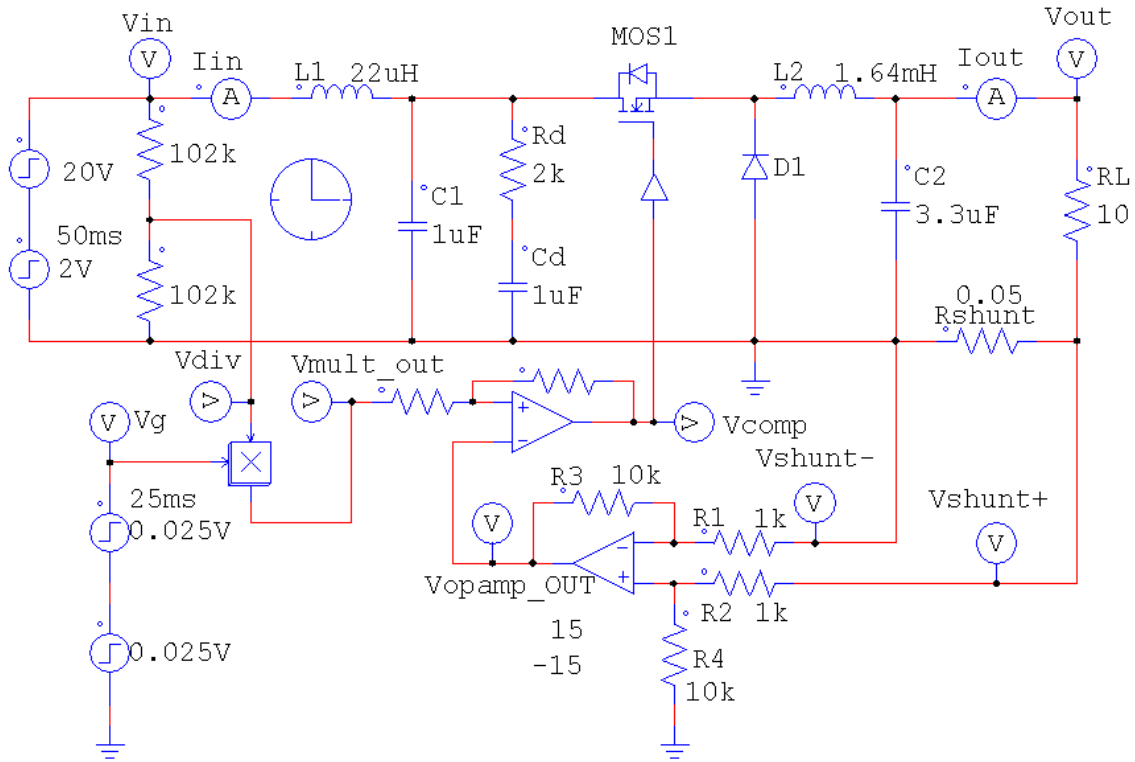 Vin
V
Iin
A
L1
22uH
MOS1
L2
1.64mH
Iout
A
Vout
V
20V
102k
Rd
2k
C1
1uF
D1
C2
3.3uF
RL
10
50ms
2V
102k
Cd
1uF
0.05
Rshunt
Vdiv
V
Vmult_out
V
V
Vg
+
-
V
Vcomp
Vshunt-
V
25ms
0.025V
R3
10k
R1
1k
Vshunt+
V
V
Vopamp_OUT
-
+
R2
1k
15
-15
R4
10k
0.025V